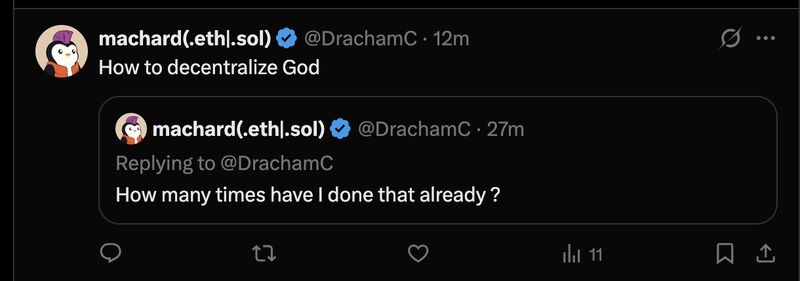 machard(.eth|.sol) @DrachamC · 12m
How to decentralize God
machard(.eth|.sol) @DrachamC · 27m
Replying to @DrachamC
How many times have I done that already ?
11